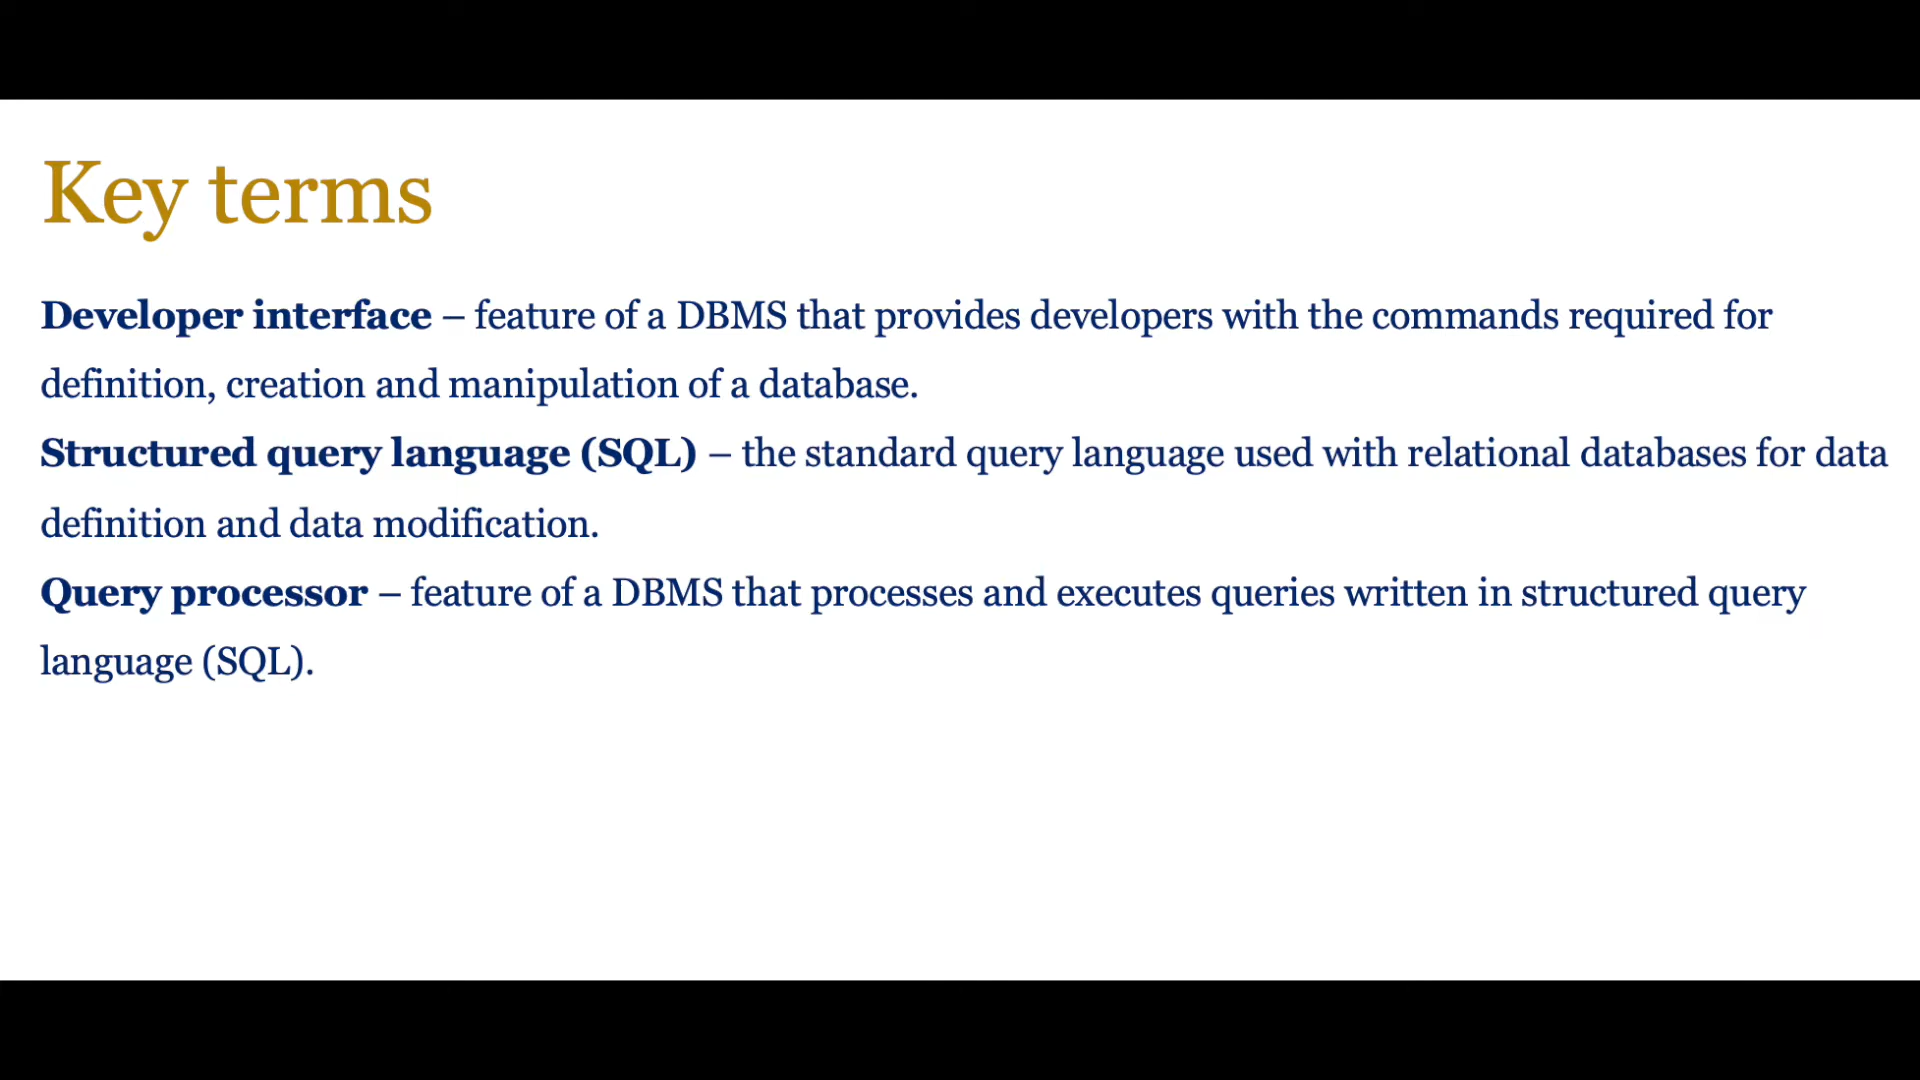 Key terms
Developer interface – feature of a DBMS that provides developers with the commands required for
definition, creation and manipulation of a database.
Structured query language (SQL) – the standard query language used with relational databases for data
definition and data modification.
Query processor – feature of a DBMS that processes and executes queries written in structured query
language (SQL).